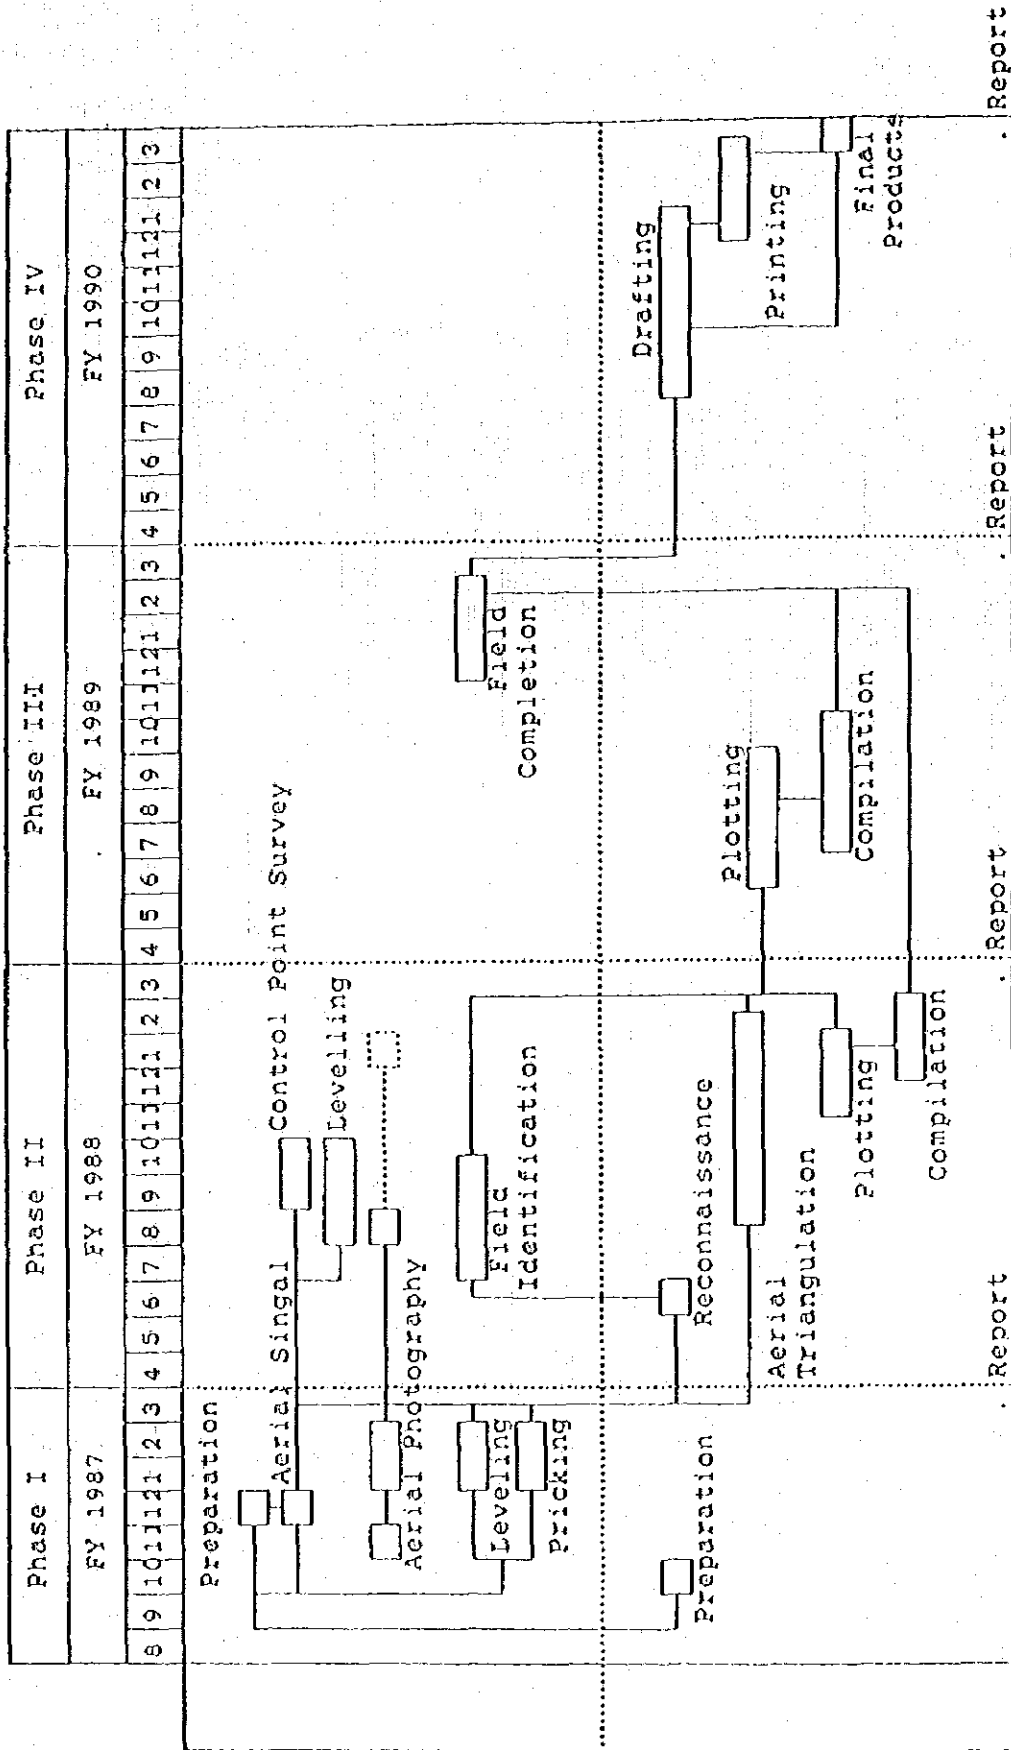 Phase I Phase II Phase III Phase IV
FY 1987 FY 1988 FY 1989 FY 1990
8 9 10 11 12 1 2 3 4 5 6 7 8 9 10 11 12 1 2 3 4 5 6 7 8 9 10 11 12 1 2 3 4 5 6 7 8 9 10 11 12 1 2 3
Preparation
Aerial Singal
Control Point Survey
Levelling
Aerial Photography
Leveling
Pricking
Field
Identification
Field
Completion
Preparation
Reconnaissance
Drafting
Aerial
Triangulation
Plotting
Printing
Plotting
Compilation
Final
Products
Compilation
. Report . Report . Report . Report